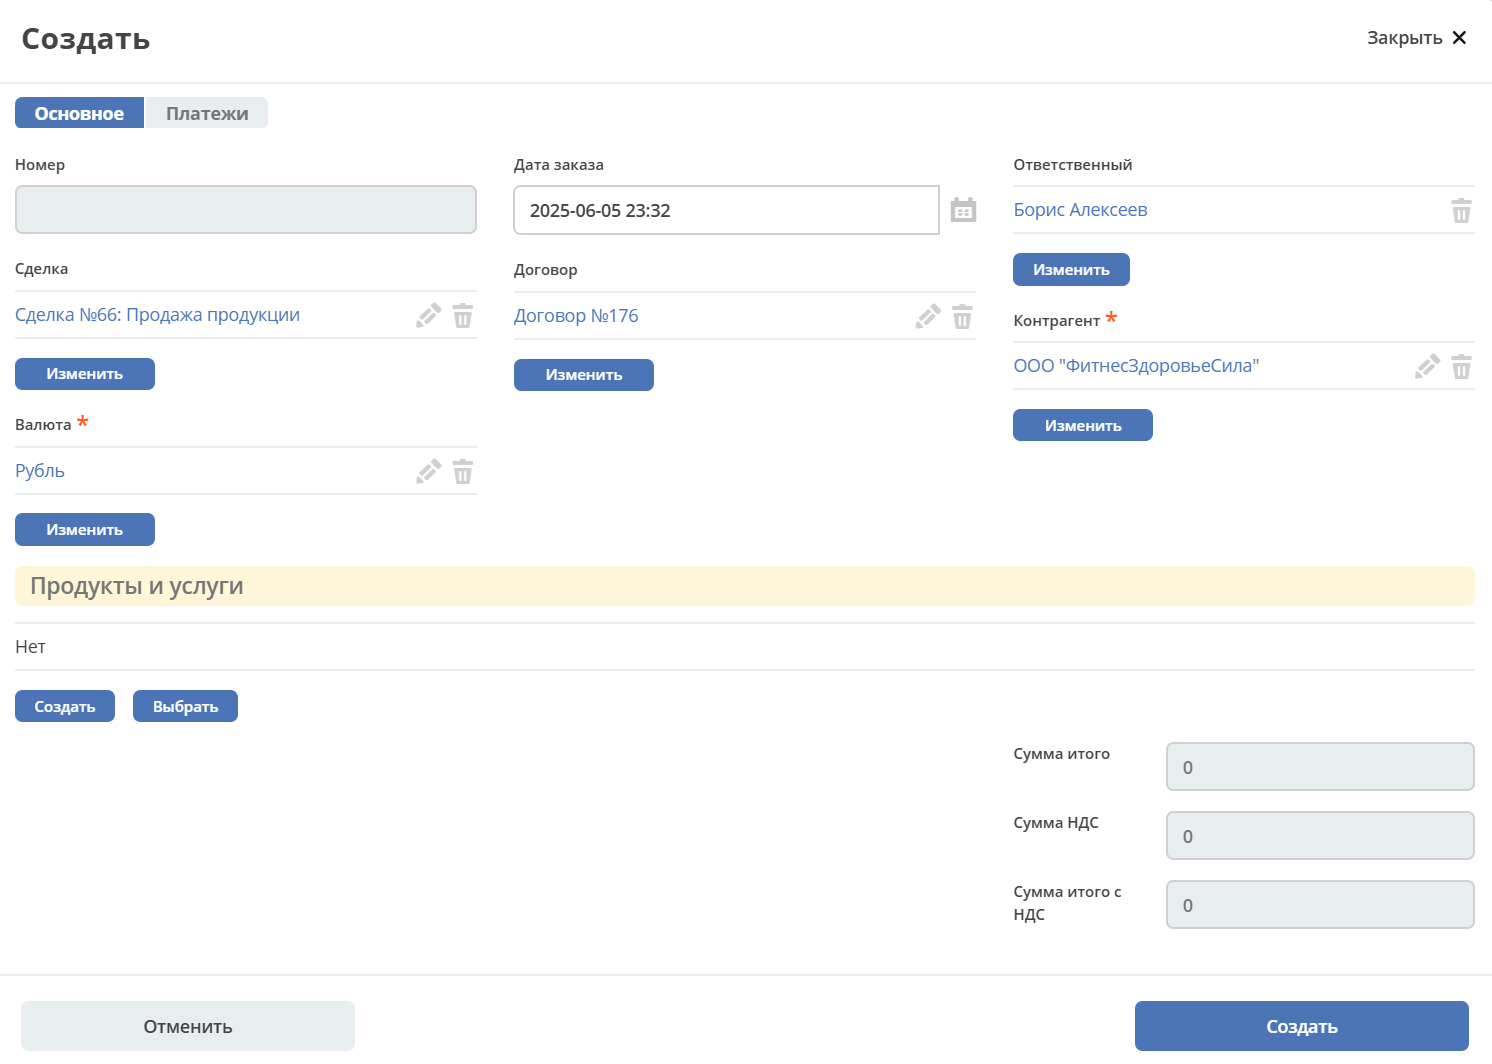 Создать
Закрыть
Основное Платежи
Номер
Дата заказа
2025-06-05 23:32
Ответственный
Борис Алексеев
Изменить
Сделка
Сделка №66: Продажа продукции
Изменить
Договор
Договор №176
Изменить
Контрагент *
ООО "ФитнесЗдоровьеСила"
Изменить
Валюта *
Рубль
Изменить
Продукты и услуги
Нет
Создать Выбрать
Сумма итого 0
Сумма НДС 0
Сумма итого с
НДС
0
Отменить Создать